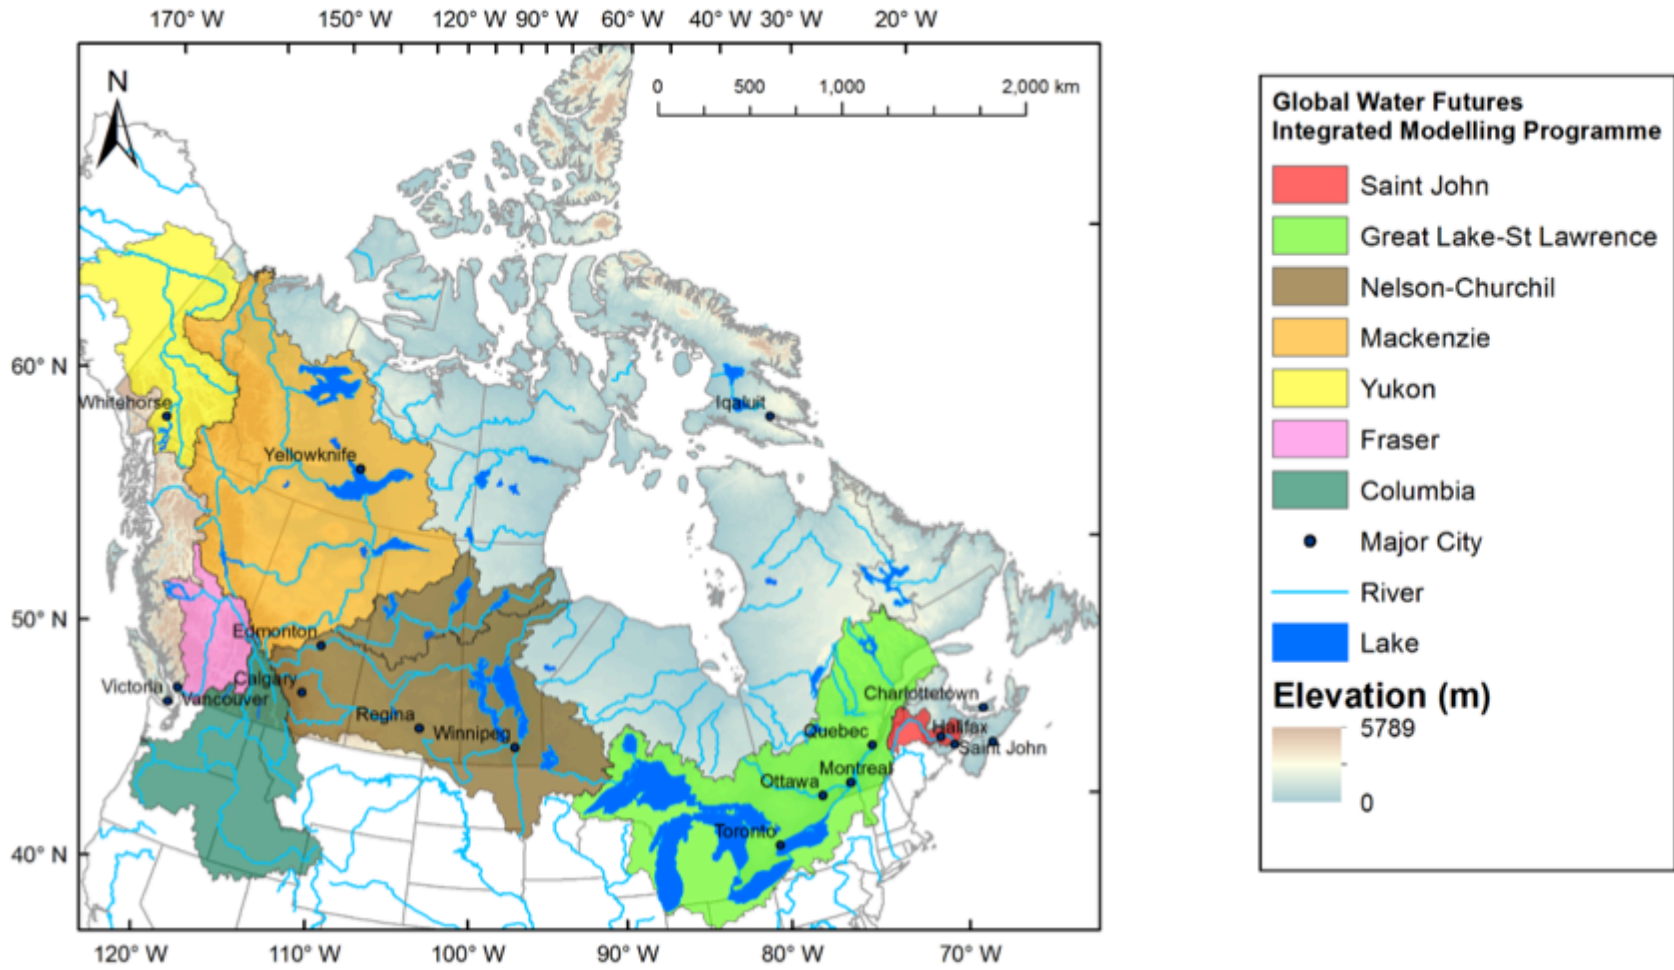 170° W 150° W 120° W 90° W 60° W 40° W 30° W 20° W
N
0 500 1,000 2,000 km
60° N
50° N
40° N
Whitehorse
Yellowknife
Iqaluit
Edmonton
Calgary
Victoria
Vancouver
Regina
Winnipeg
Charlottetown
Quebec
Halifax
Saint John
Ottawa
Montreal
Toronto
120° W 110° W 100° W 90° W 80° W 70° W
Global Water Futures
Integrated Modelling Programme
Saint John
Great Lake-St Lawrence
Nelson-Churchil
Mackenzie
Yukon
Fraser
Columbia
Major City
River
Lake
Elevation (m)
5789
0